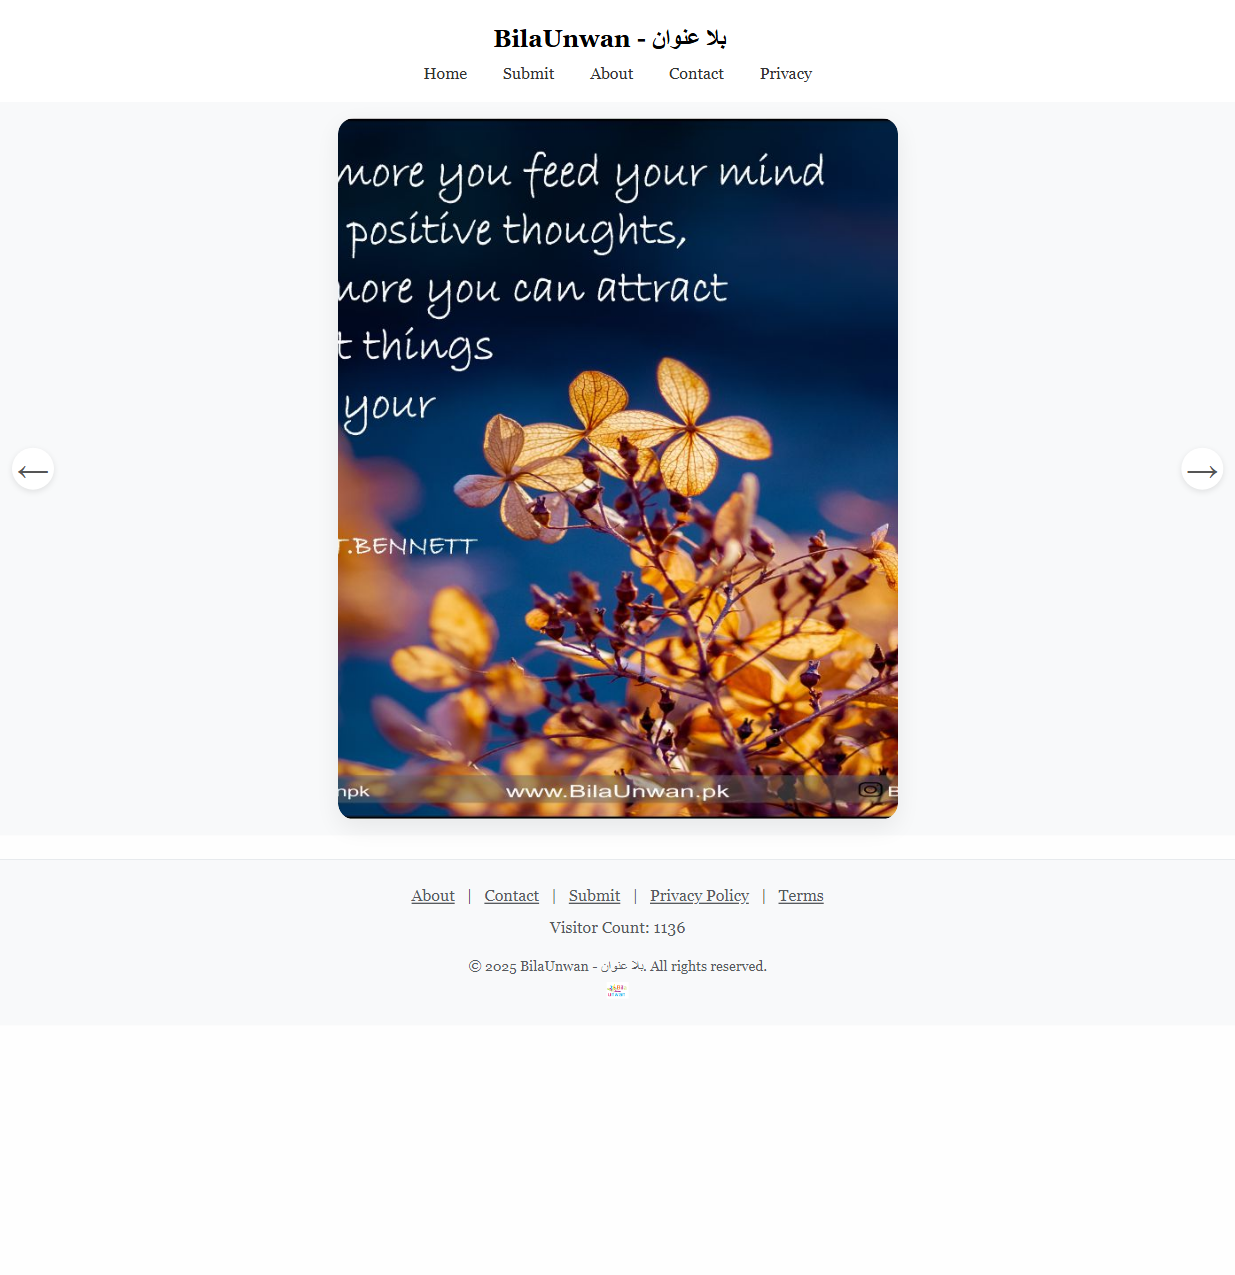 BilaUnwan - بلا عنوان
Home Submit About Contact Privacy
more you feed your mind
positive thoughts,
more you can attract
t things
your
T.BENNETT
npk www.BilaUnwan.pk B
←
→
About | Contact | Submit | Privacy Policy | Terms
Visitor Count: 1136
© 2025 BilaUnwan - بلا عنوان. All rights reserved.